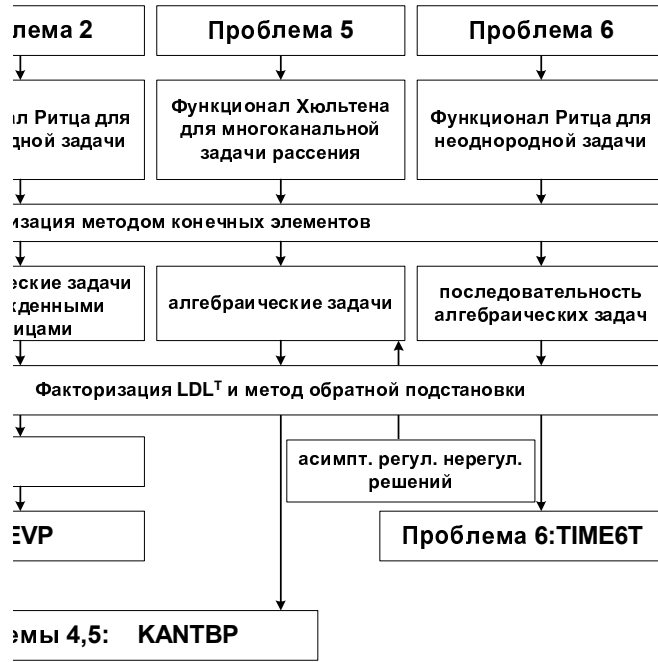 лема 2
Проблема 5
Проблема 6
ал Ритца для
дной задачи
Функционал Хюльтена
для многоканальной
задачи рассения
Функционал Ритца для
неоднородной задачи
изация методом конечных элементов
еские задачи
жденными
ицами
алгебраические задачи
последовательность
алгебраических задач
Факторизация LDLᵀ и метод обратной подстановки
асимпт. регул. нерегул.
решений
EVP
Проблема 6:TIME6T
емы 4,5: KANTBP